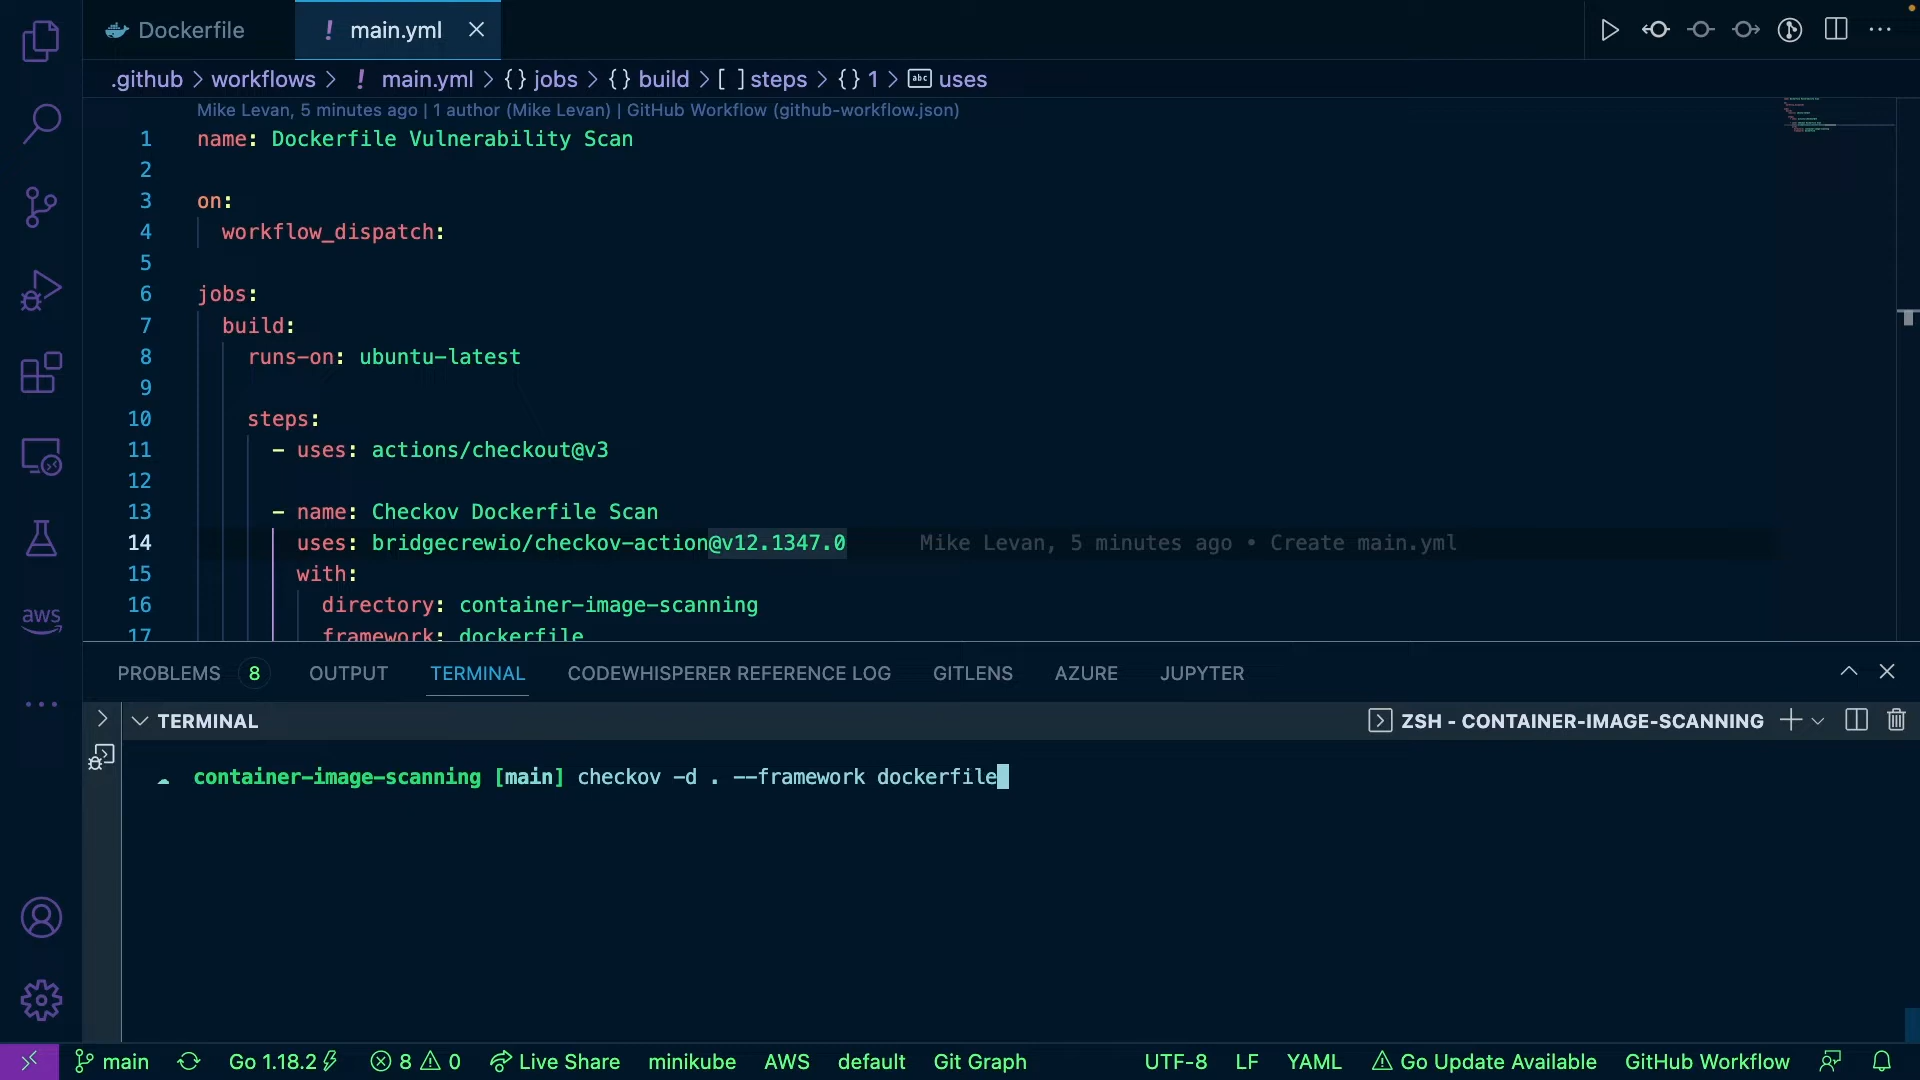 Dockerfile
! main.yml
.github > workflows > ! main.yml > {} jobs > {} build > [ ] steps > {} 1 > abc uses
Mike Levan, 5 minutes ago | 1 author (Mike Levan) | GitHub Workflow (github-workflow.json)
1 name: Dockerfile Vulnerability Scan
2
3 on:
4 workflow_dispatch:
5
6 jobs:
7 build:
8 runs-on: ubuntu-latest
9
10 steps:
11 - uses: actions/checkout@v3
12
13 - name: Checkov Dockerfile Scan
14 uses: bridgecrewio/checkov-action@v12.1347.0 Mike Levan, 5 minutes ago • Create main.yml
15 with:
16 directory: container-image-scanning
17 framework: dockerfile
aws
PROBLEMS 8 OUTPUT TERMINAL CODEWHISPERER REFERENCE LOG GITLENS AZURE JUPYTER
TERMINAL
ZSH - CONTAINER-IMAGE-SCANNING
container-image-scanning [main] checkov -d . --framework dockerfile
main Go 1.18.2 8 0 Live Share minikube AWS default Git Graph UTF-8 LF YAML Go Update Available GitHub Workflow